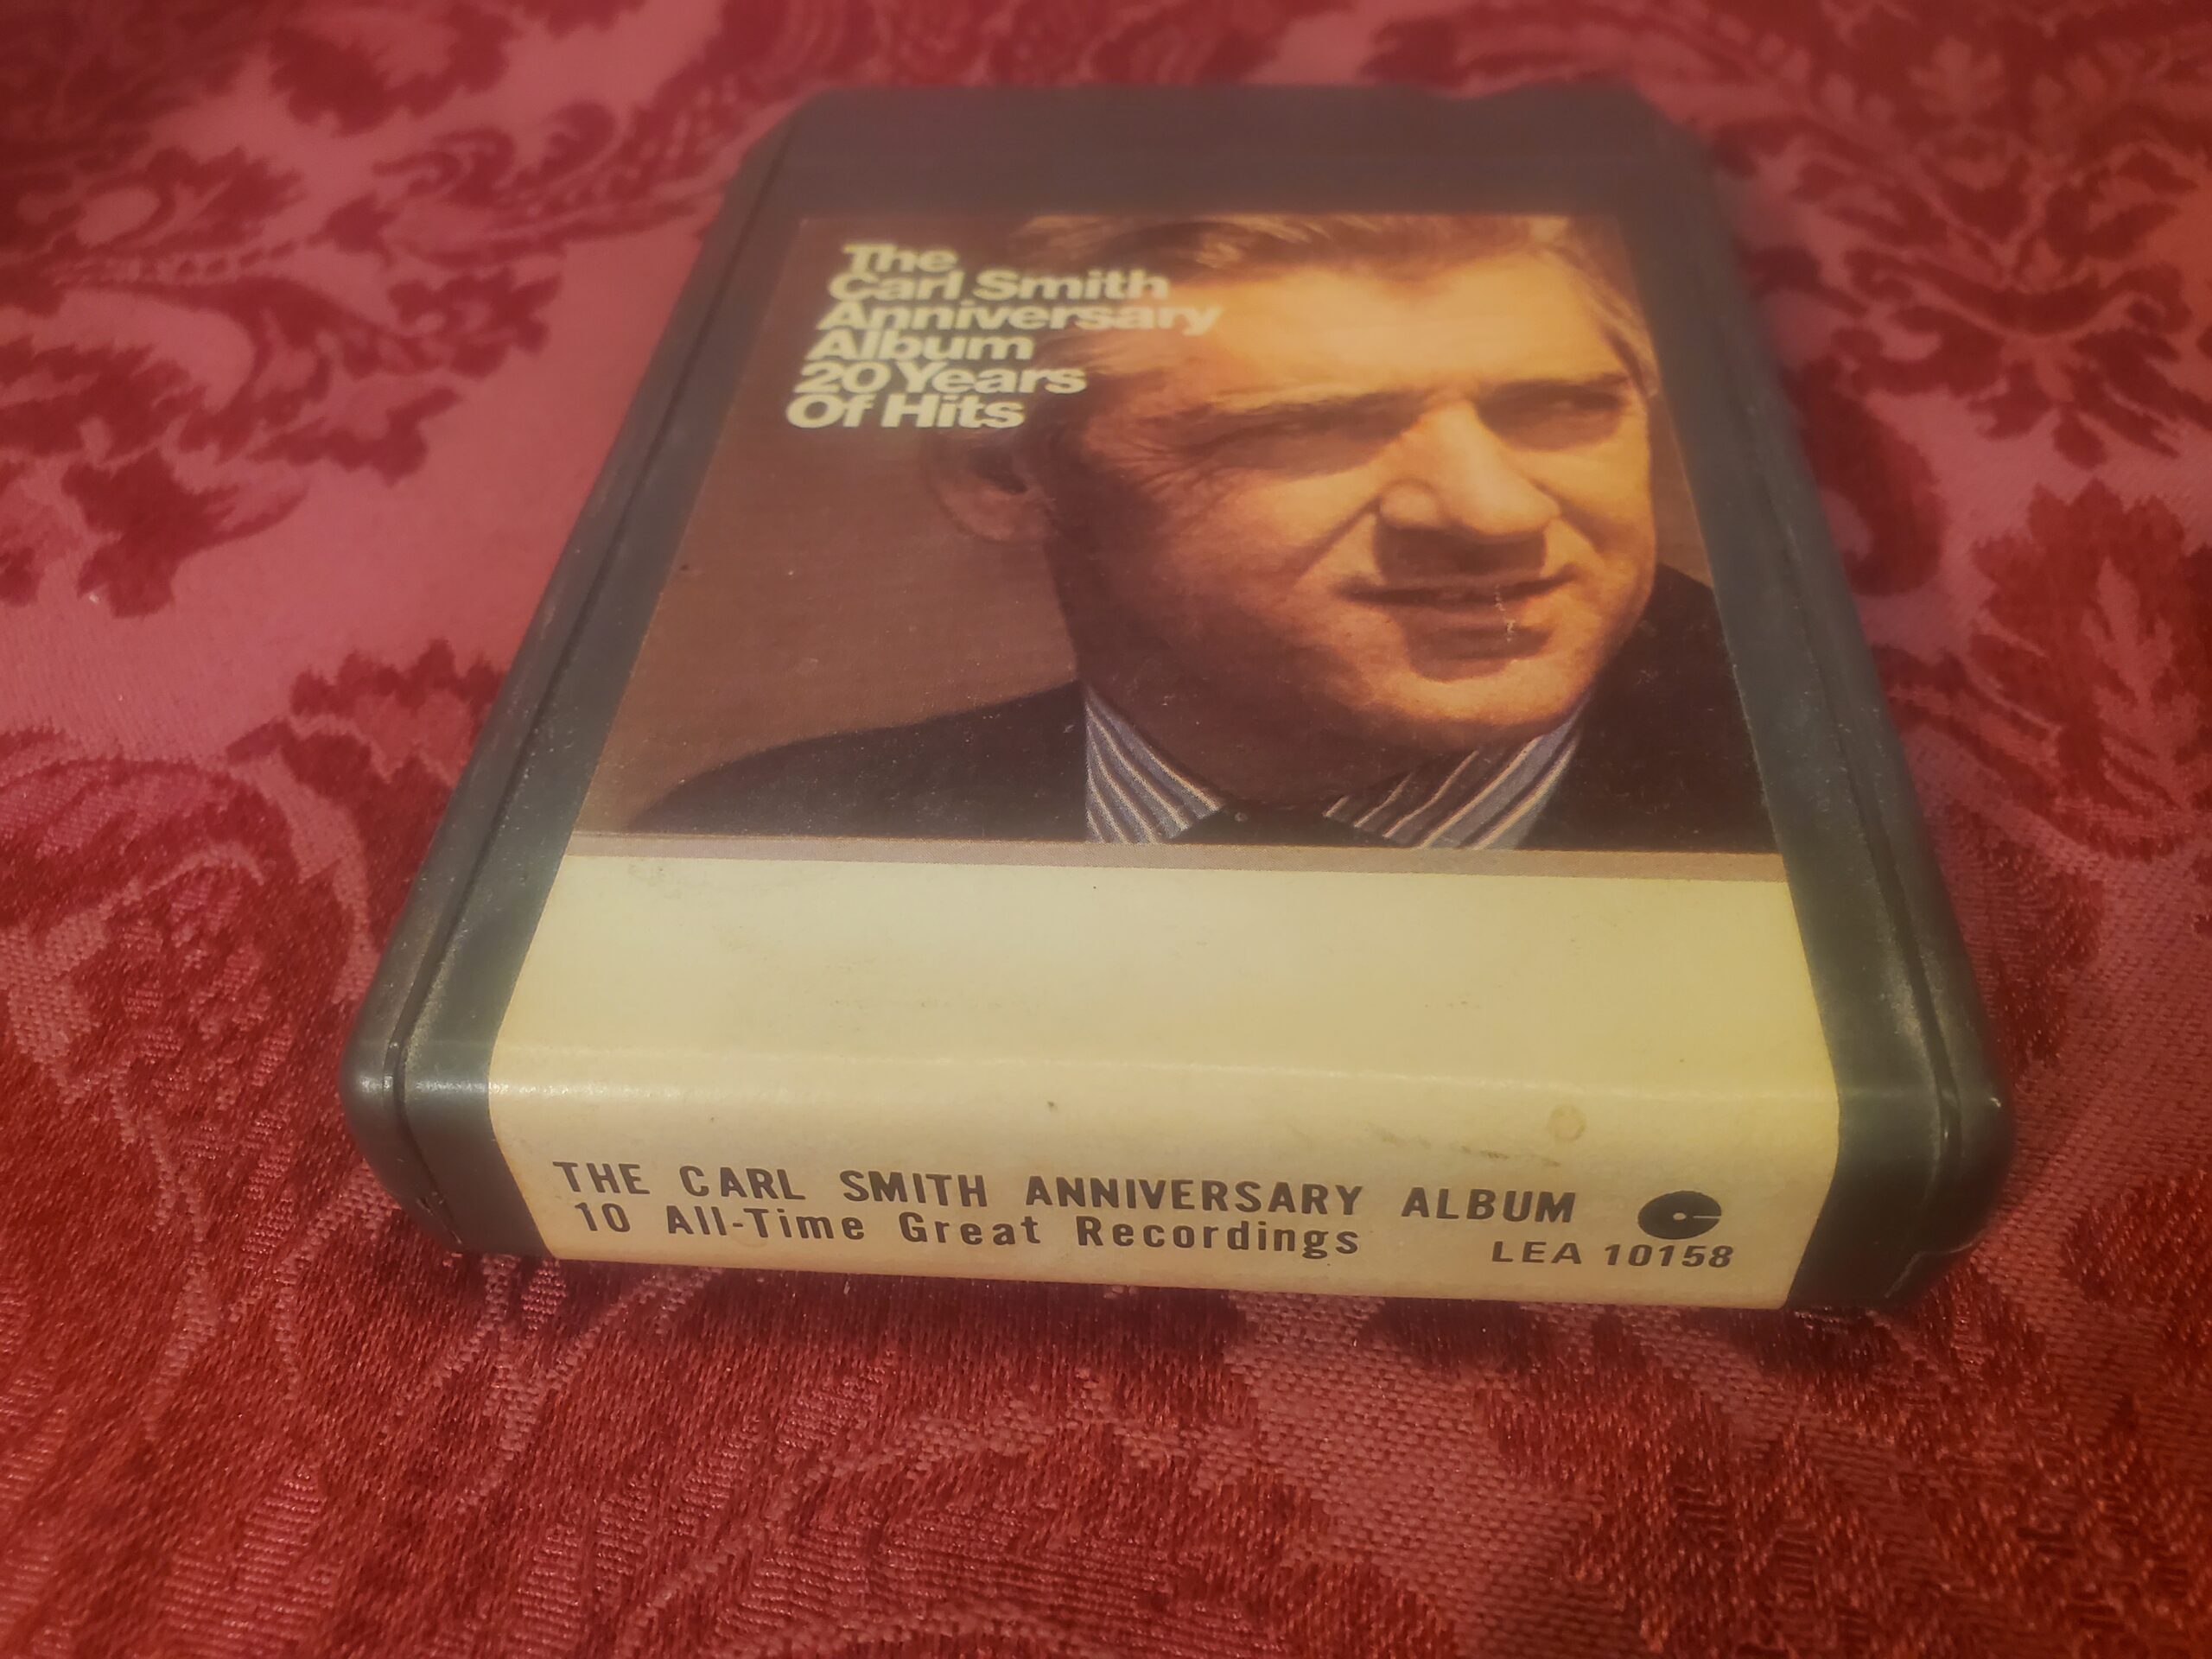 The
Carl Smith
Anniversary
Album
20 Years
Of Hits
THE CARL SMITH ANNIVERSARY ALBUM
10 All-Time Great Recordings
LEA 10158